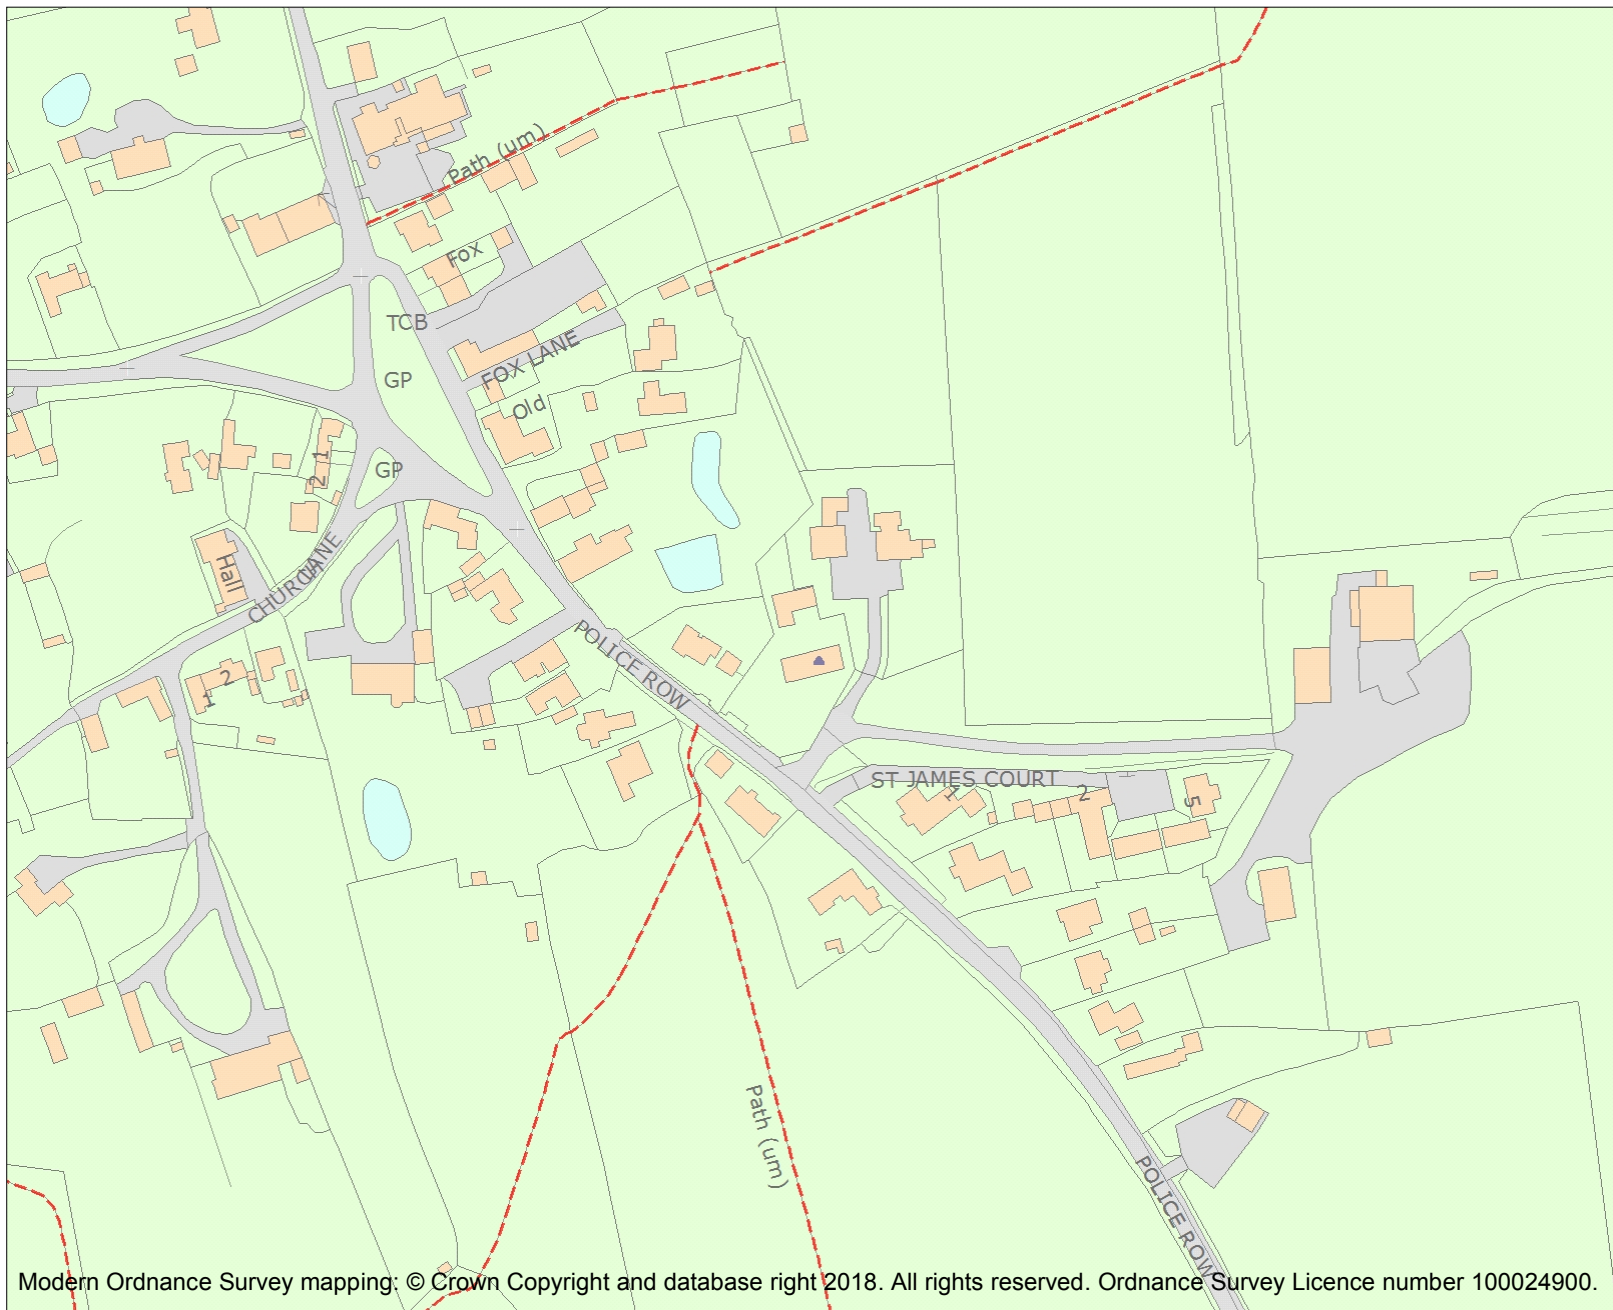 Path (um)
Fox
TCB
FOX LANE
GP
Old
1
2
GP
Hall
CHURCH LANE
POLICE ROW
2
1
ST JAMES COURT
1
2
5
Path (um)
POLICE ROW
Modern Ordnance Survey mapping: © Crown Copyright and database right 2018. All rights reserved. Ordnance Survey Licence number 100024900.